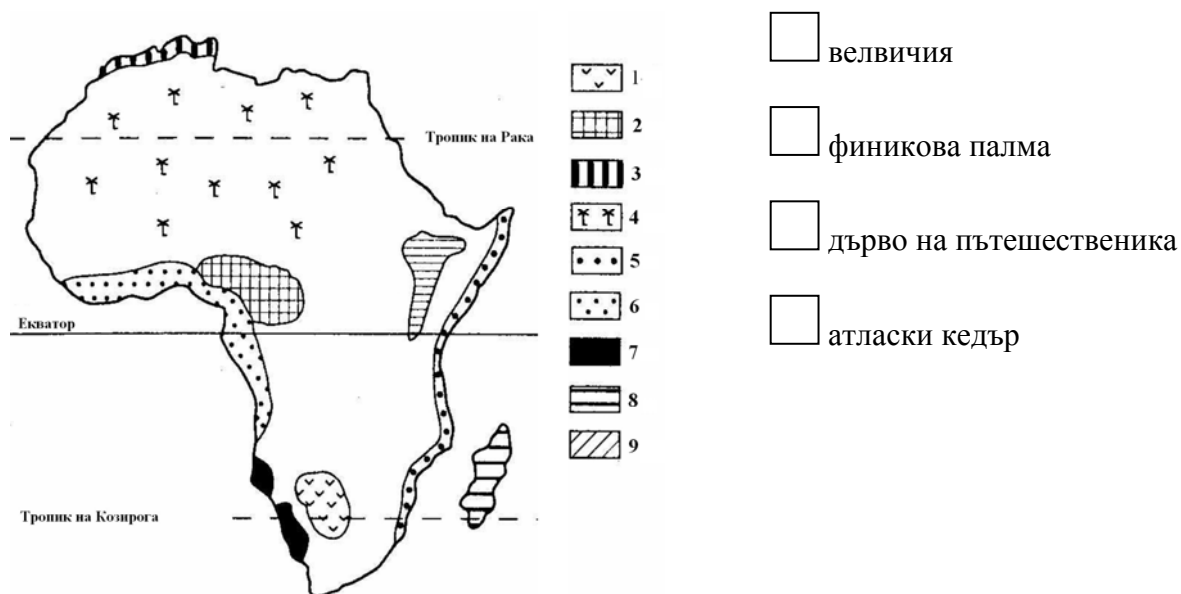 Тропик на Рака
Екватор
Тропик на Козирога
1
2
3
4
5
6
7
8
9
велвичия
финикова палма
дърво на пътешественика
атласки кедър